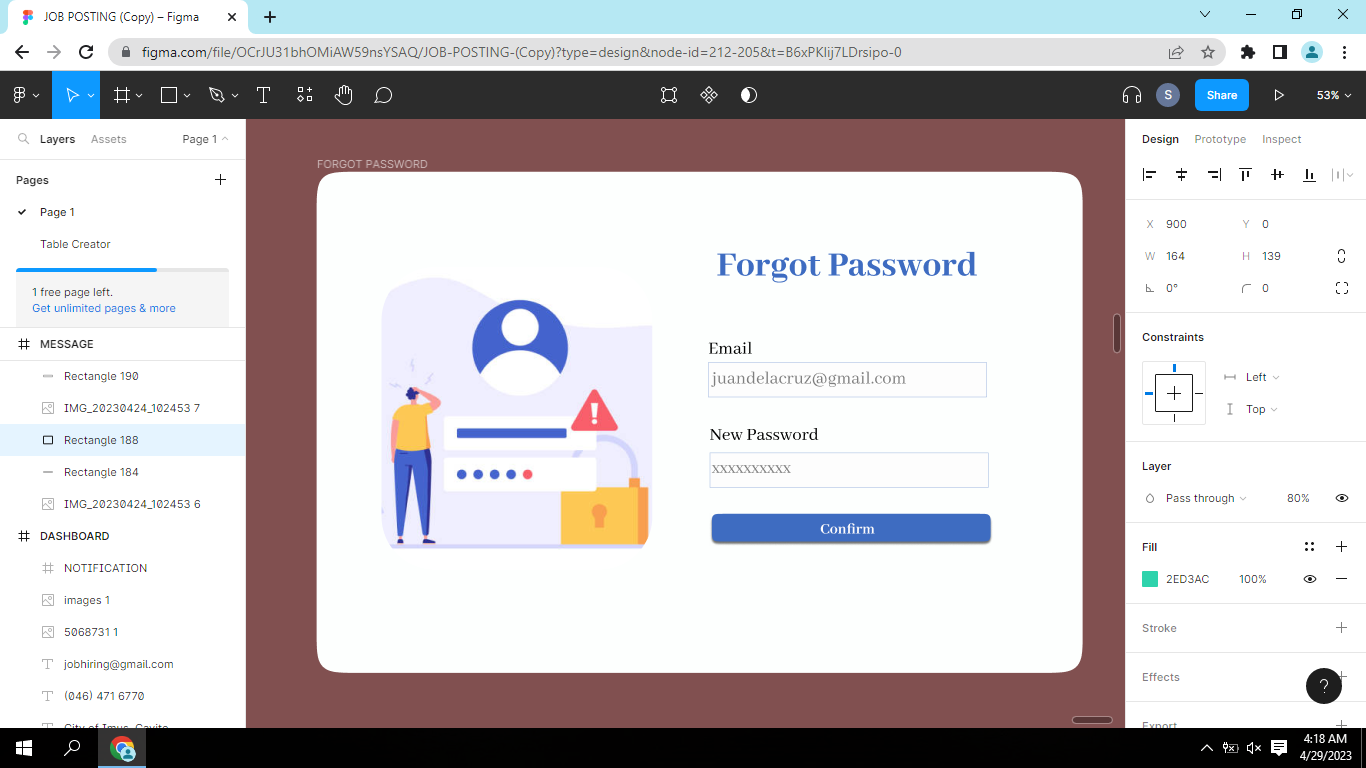 JOB POSTING (Copy) – Figma
figma.com/file/OCrJU31bhOMiAW59nsYSAQ/JOB-POSTING-(Copy)?type=design&node-id=212-205&t=B6xPKlij7LDrsipo-0
S
Share
53%
Layers
Assets
Page 1
Pages
Page 1
Table Creator
1 free page left.
Get unlimited pages & more
MESSAGE
Rectangle 190
IMG_20230424_102453 7
Rectangle 188
Rectangle 184
IMG_20230424_102453 6
DASHBOARD
NOTIFICATION
images 1
5068731 1
jobhiring@gmail.com
(046) 471 6770
City of Imus, Cavite
FORGOT PASSWORD
Forgot Password
Email
juandelacruz@gmail.com
New Password
xxxxxxxxxx
Confirm
Design
Prototype
Inspect
X 900
Y 0
W 164
H 139
0°
0
Constraints
Left
Top
Layer
Pass through
80%
Fill
2ED3AC
100%
Stroke
Effects
?
Export
4:18 AM
4/29/2023